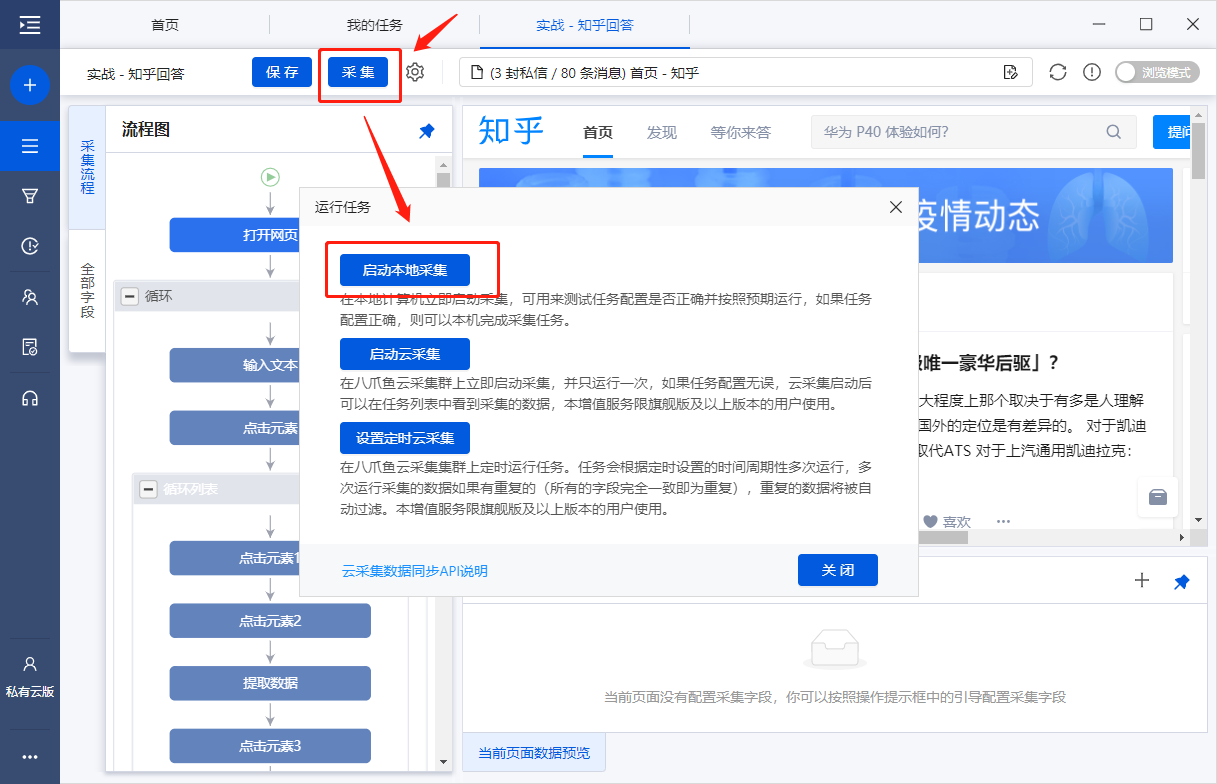 首页
我的任务
实战 - 知乎回答
实战 - 知乎回答
保 存
采 集
(3 封私信 / 80 条消息) 首页 - 知乎
浏览模式
采集流程
全部字段
私有云版
流程图
打开网页
循环
输入文本
点击元素
循环列表
点击元素1
点击元素2
提取数据
点击元素3
知乎
首页
发现
等你来答
华为 P40 体验如何?
提问
疫情动态
运行任务
启动本地采集
在本地计算机立即启动采集，可用来测试任务配置是否正确并按照预期运行，如果任务
配置正确，则可以本机完成采集任务。
启动云采集
在八爪鱼云采集群上立即启动采集，并只运行一次，如果任务配置无误，云采集启动后
可以在任务列表中看到采集的数据，本增值服务限旗舰版及以上版本的用户使用。
设置定时云采集
在八爪鱼云采集集群上定时运行任务。任务会根据定时设置的时间周期性多次运行，多
次运行采集的数据如果有重复的（所有的字段完全一致即为重复），重复的数据将被自
动过滤。本增值服务限旗舰版及以上版本的用户使用。
云采集数据同步API说明
关 闭
唯一豪华后驱」?
大程度上那个取决于有多是人理解
国外的定位是有差异的。 对于凯迪
取代ATS 对于上汽通用凯迪拉克：
喜欢
当前页面没有配置采集字段，你可以按照操作提示框中的引导配置采集字段
当前页面数据预览